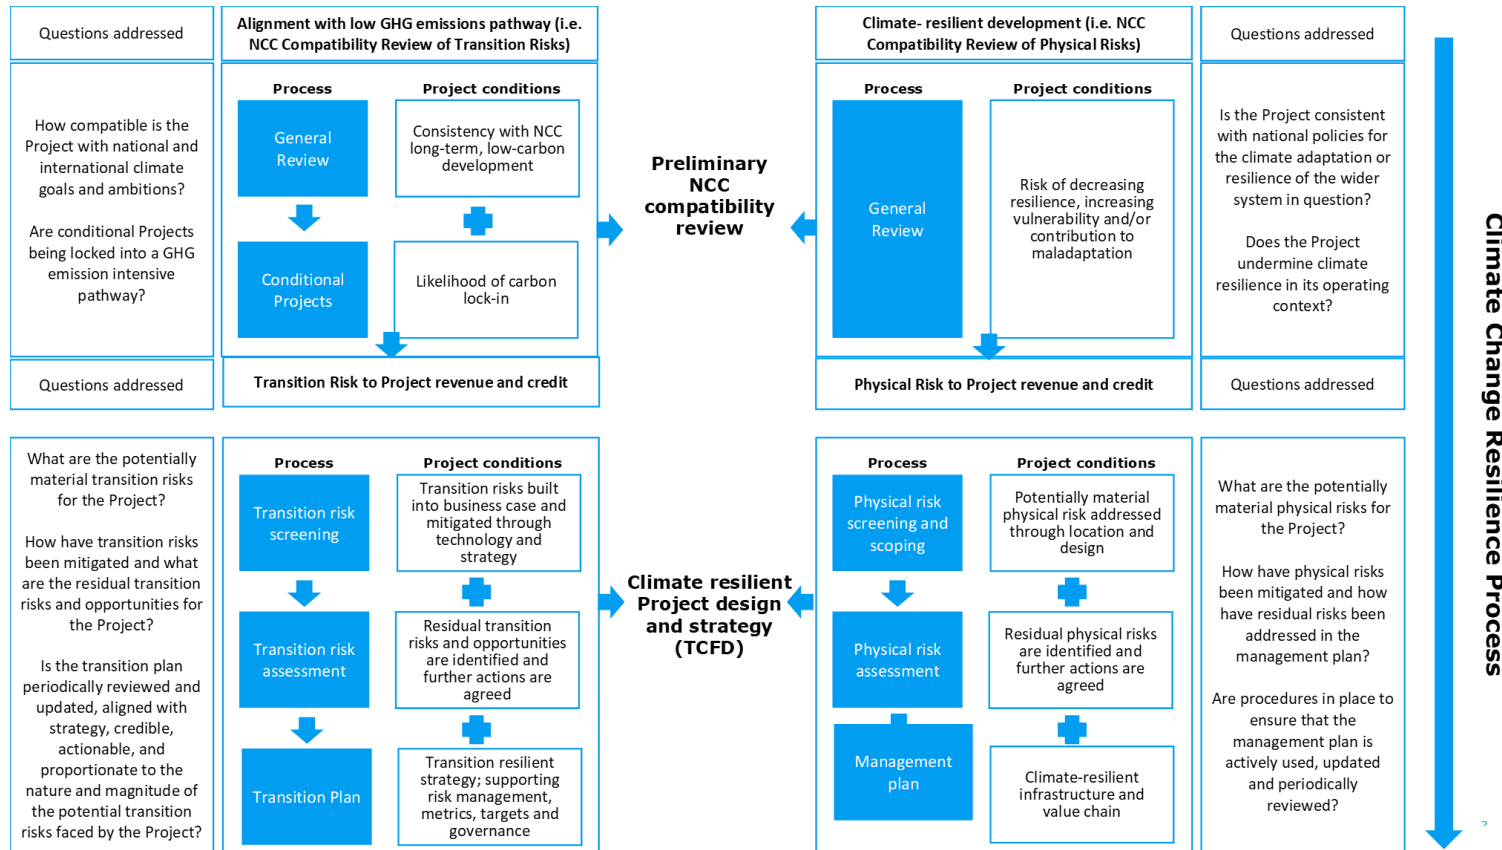 Questions addressed
Alignment with low GHG emissions pathway (i.e.
NCC Compatibility Review of Transition Risks)
Climate- resilient development (i.e. NCC
Compatibility Review of Physical Risks)
Questions addressed
How compatible is the
Project with national and
international climate
goals and ambitions?
Are conditional Projects
being locked into a GHG
emission intensive
pathway?
Process
Project conditions
General
Review
Consistency with NCC
long-term, low-carbon
development
Conditional
Projects
Likelihood of carbon
lock-in
Preliminary
NCC
compatibility
review
Process
Project conditions
General
Review
Risk of decreasing
resilience, increasing
vulnerability and/or
contribution to
maladaptation
Is the Project consistent
with national policies for
the climate adaptation or
resilience of the wider
system in question?
Does the Project
undermine climate
resilience in its operating
context?
Questions addressed
Transition Risk to Project revenue and credit
Physical Risk to Project revenue and credit
Questions addressed
What are the potentially
material transition risks
for the Project?
How have transition risks
been mitigated and what
are the residual transition
risks and opportunities for
the Project?
Is the transition plan
periodically reviewed and
updated, aligned with
strategy, credible,
actionable, and
proportionate to the
nature and magnitude of
the potential transition
risks faced by the Project?
Process
Project conditions
Transition risk
screening
Transition risks built
into business case and
mitigated through
technology and
strategy
Transition risk
assessment
Residual transition
risks and opportunities
are identified and
further actions are
agreed
Transition Plan
Transition resilient
strategy; supporting
risk management,
metrics, targets and
governance
Climate resilient
Project design
and strategy
(TCFD)
Process
Project conditions
Physical risk
screening and
scoping
Potentially material
physical risk addressed
through location and
design
Physical risk
assessment
Residual physical risks
are identified and
further actions are
agreed
Management
plan
Climate-resilient
infrastructure and
value chain
What are the potentially
material physical risks for
the Project?
How have physical risks
been mitigated and how
have residual risks been
addressed in the
management plan?
Are procedures in place to
ensure that the
management plan is
actively used, updated
and periodically
reviewed?
Climate Change Resilience Process